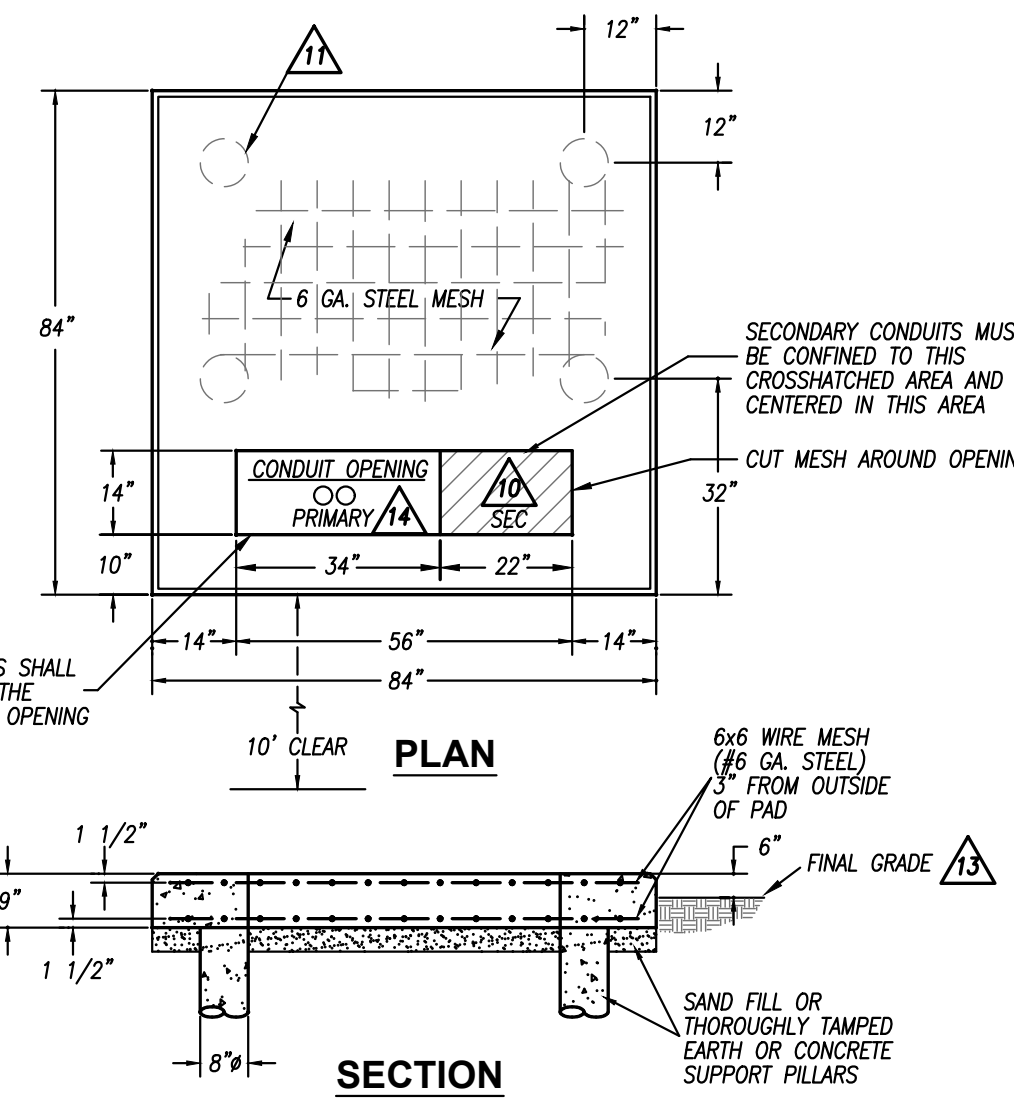 12”
11
12”
84”
6 GA. STEEL MESH
SECONDARY CONDUITS MUS
BE CONFINED TO THIS
CROSSHATCHED AREA AND
CENTERED IN THIS AREA
CUT MESH AROUND OPENIN
32”
14”
CONDUIT OPENING
PRIMARY
14
10
SEC
10”
34”
22”
14”
56”
14”
84”
S SHALL
THE
OPENING
10’ CLEAR
PLAN
6x6 WIRE MESH
(#6 GA. STEEL)
3” FROM OUTSIDE
OF PAD
1 1/2”
6”
FINAL GRADE
13
9”
1 1/2”
SAND FILL OR
THOROUGHLY TAMPED
EARTH OR CONCRETE
SUPPORT PILLARS
8”ø
SECTION